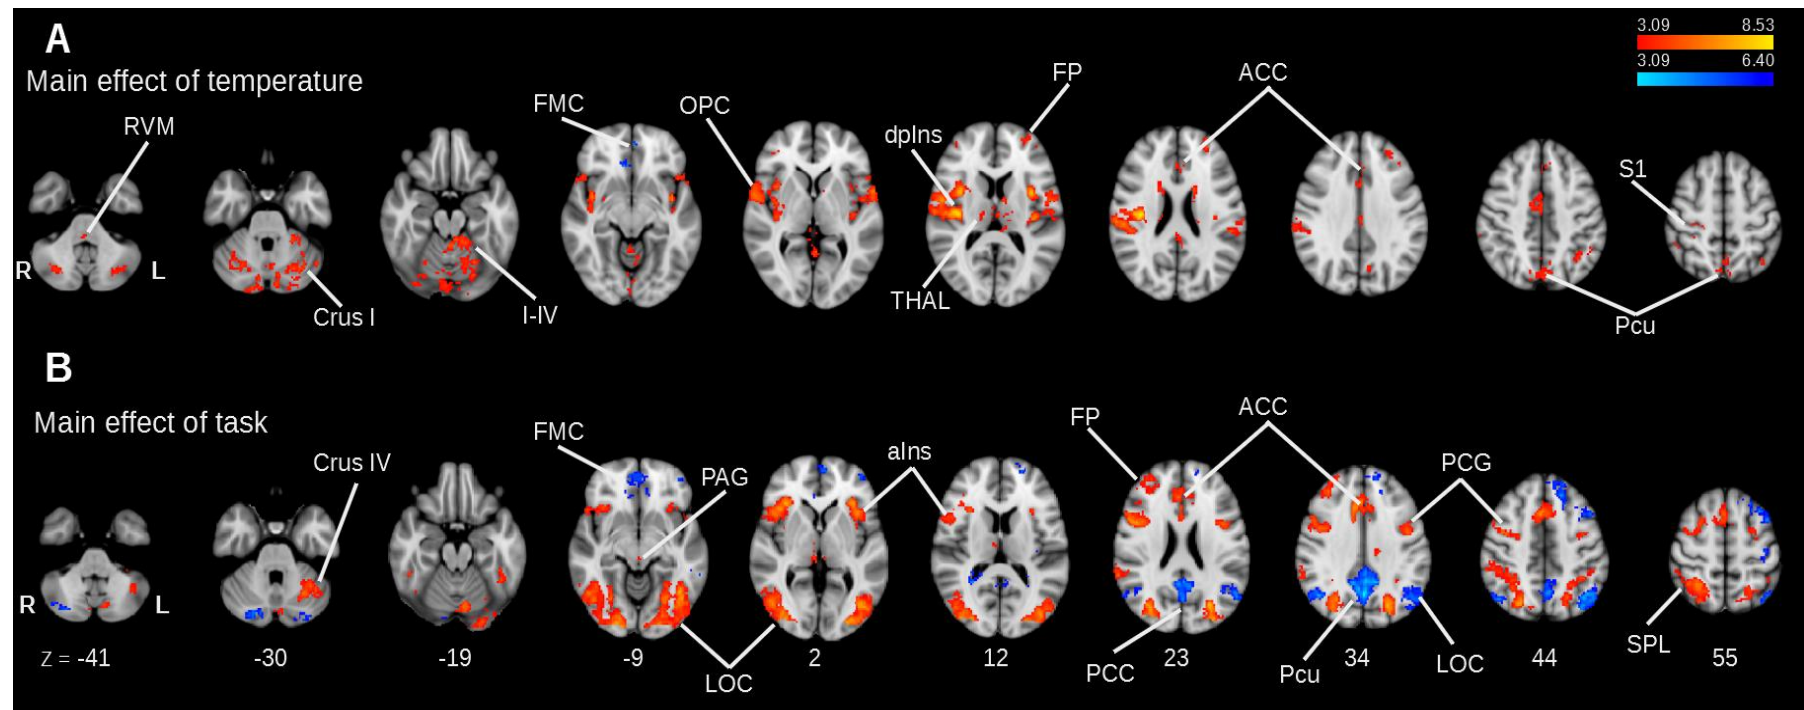 A
3.09 8.53
3.09 6.40
Main effect of temperature
FP
ACC
FMC
OPC
RVM
dpIns
S1
R
L
Crus I
I-IV
THAL
Pcu
B
Main effect of task
FP
ACC
FMC
aIns
Crus IV
PAG
PCG
R
L
SPL
z = -41 -30 -19 -9 2 12 23 34 44 55
LOC
PCC
Pcu
LOC